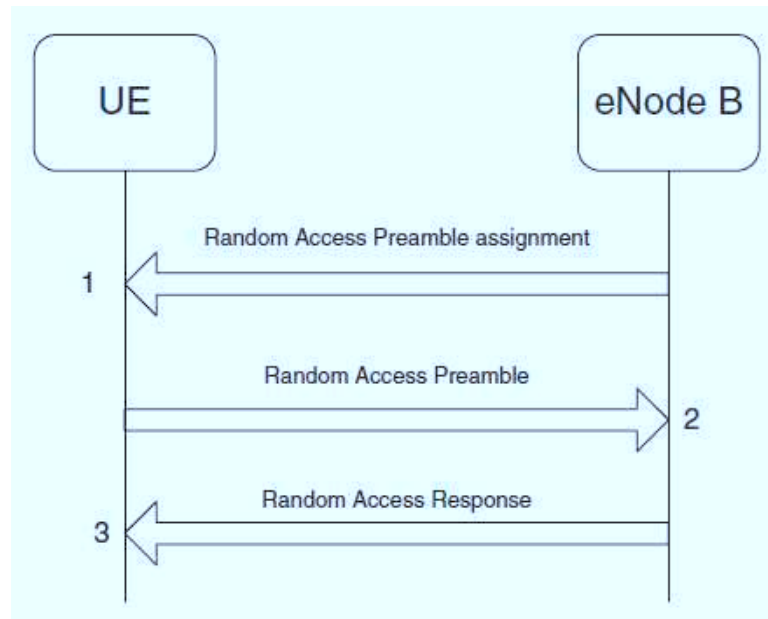 UE
eNode B
Random Access Preamble assignment
1
Random Access Preamble
2
Random Access Response
3